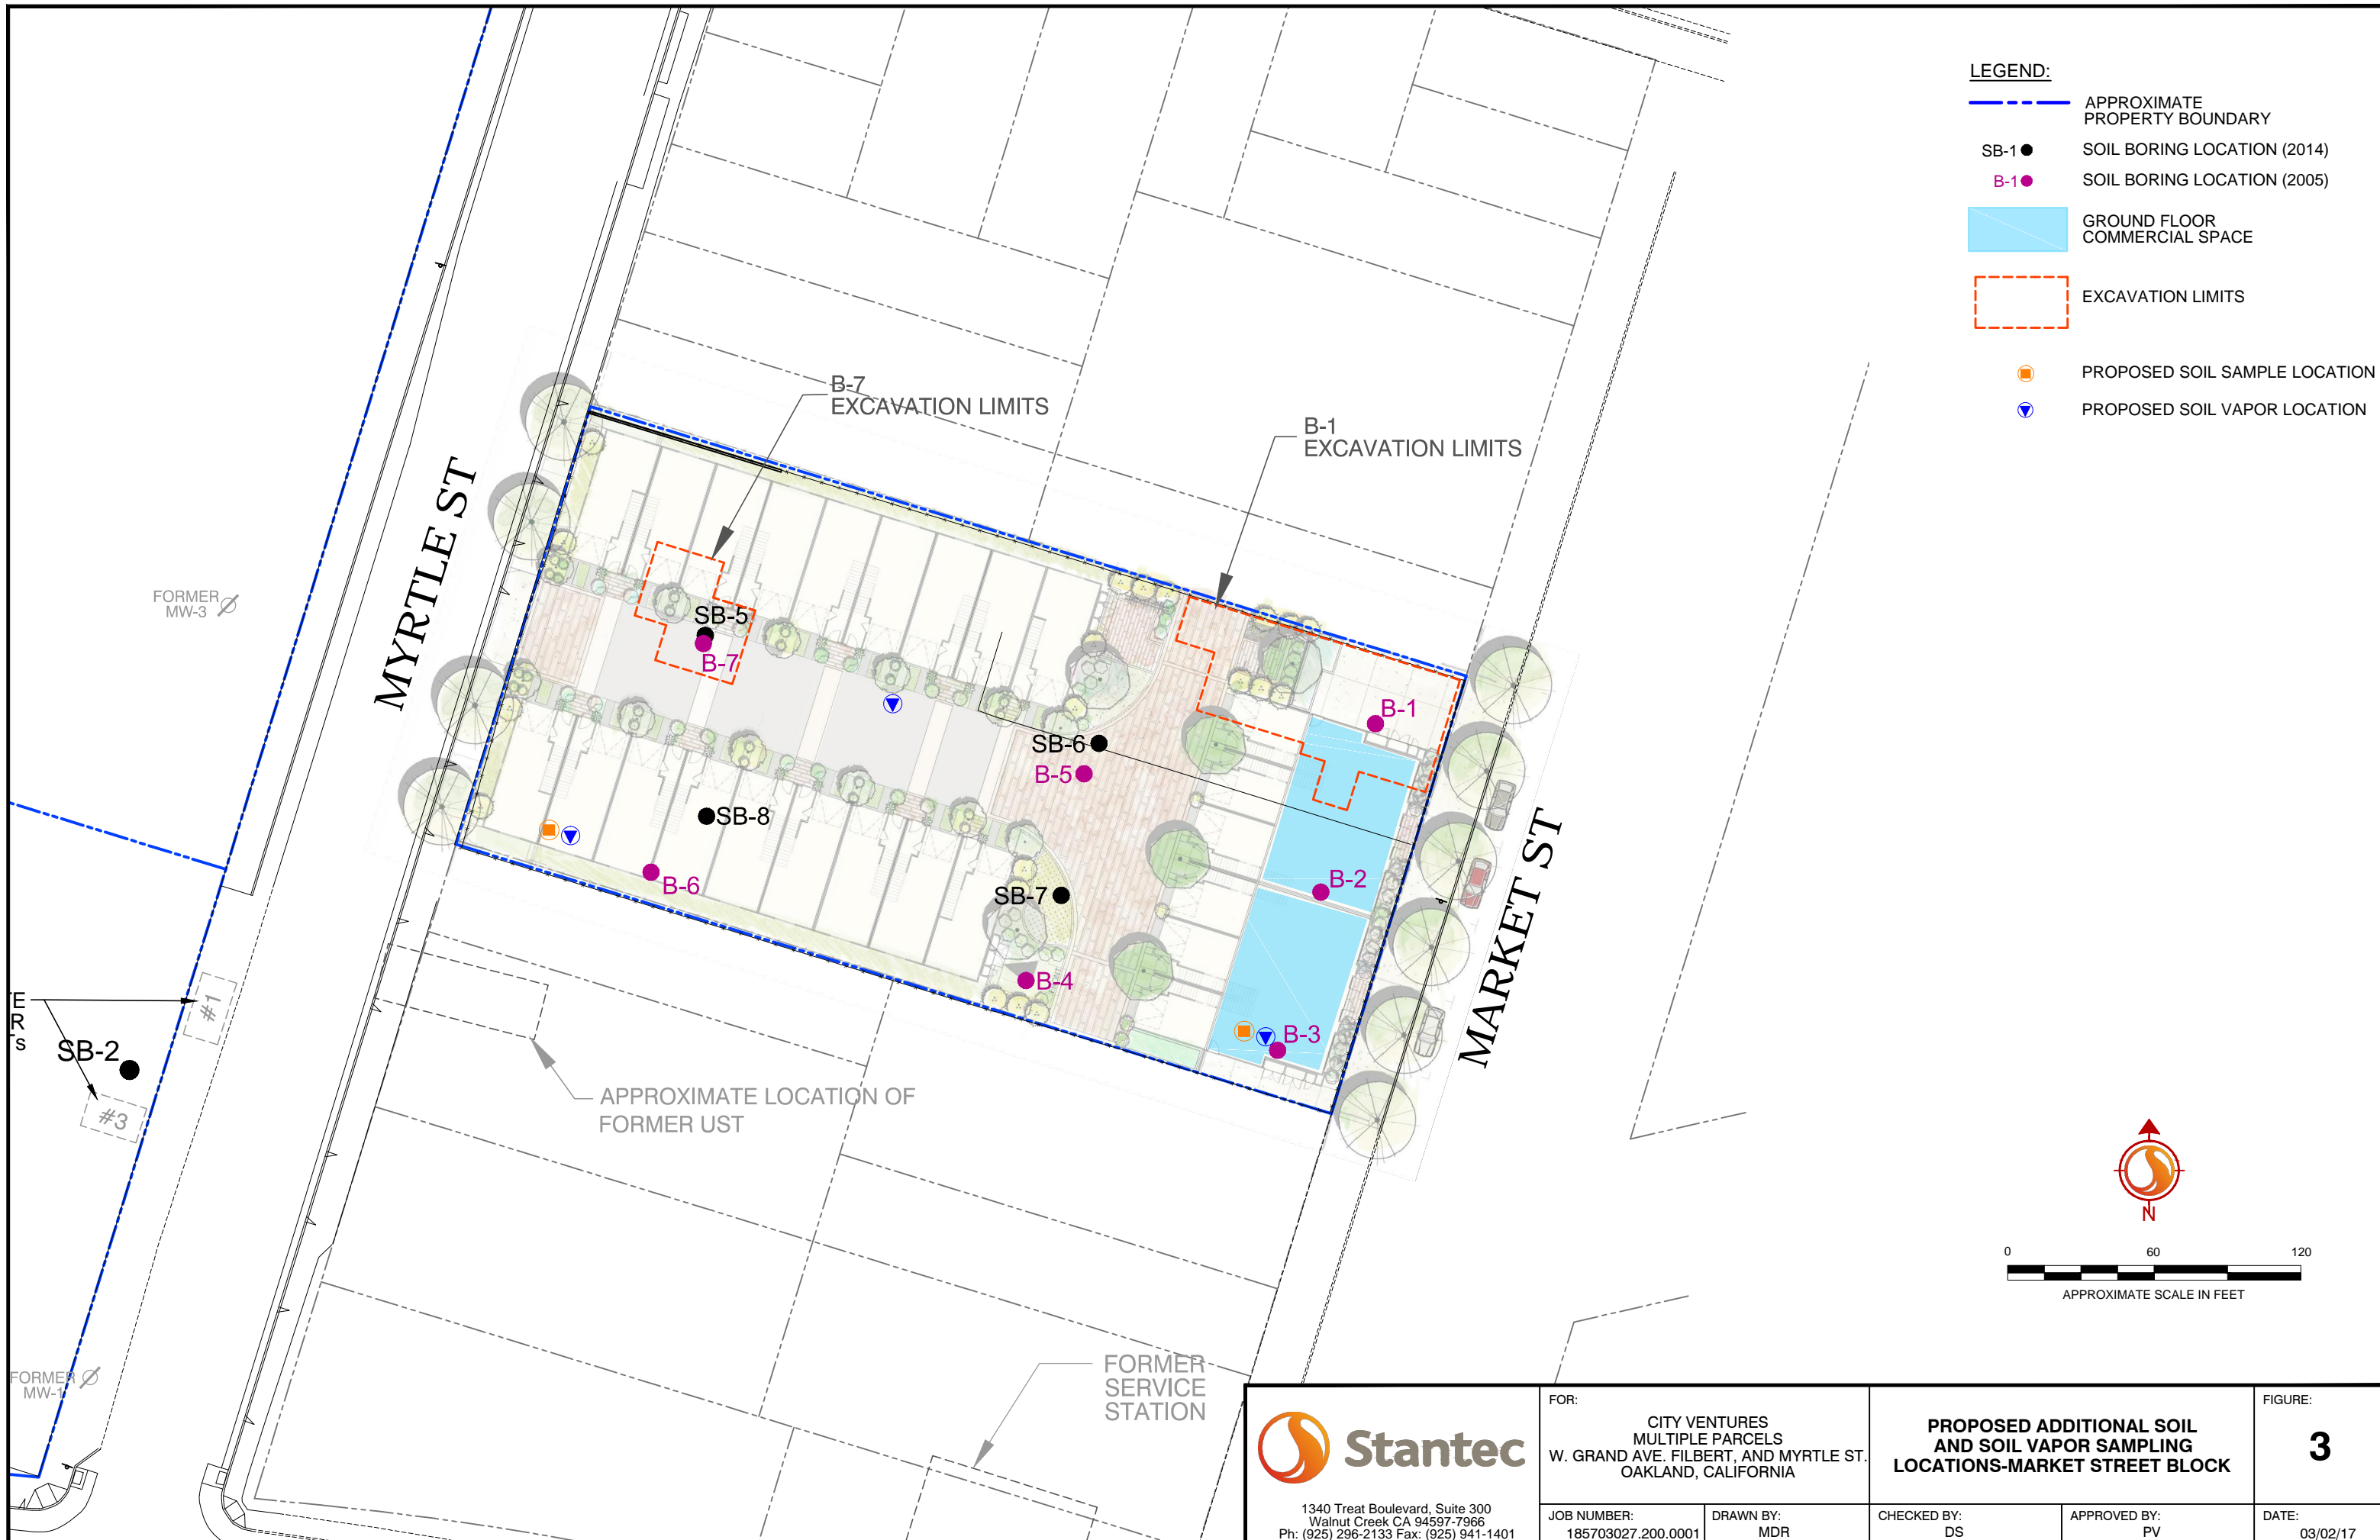 LEGEND:
APPROXIMATE
PROPERTY BOUNDARY
SB-1
SOIL BORING LOCATION (2014)
B-1
SOIL BORING LOCATION (2005)
GROUND FLOOR
COMMERCIAL SPACE
EXCAVATION LIMITS
PROPOSED SOIL SAMPLE LOCATION
PROPOSED SOIL VAPOR LOCATION
B-7
EXCAVATION LIMITS
B-1
EXCAVATION LIMITS
MYRTLE ST
FORMER
MW-3
SB-5
B-7
B-1
SB-6
B-5
SB-8
B-6
B-2
SB-7
B-4
B-3
MARKET ST
TE
R
Ts
#1
SB-2
#3
APPROXIMATE LOCATION OF
FORMER UST
N
0 60 120
APPROXIMATE SCALE IN FEET
FORMER
MW-1
FORMER
SERVICE
STATION
Stantec
1340 Treat Boulevard, Suite 300
Walnut Creek CA 94597-7966
Ph: (925) 296-2133 Fax: (925) 941-1401
FOR:
CITY VENTURES
MULTIPLE PARCELS
W. GRAND AVE. FILBERT, AND MYRTLE ST.
OAKLAND, CALIFORNIA
PROPOSED ADDITIONAL SOIL
AND SOIL VAPOR SAMPLING
LOCATIONS-MARKET STREET BLOCK
FIGURE:
3
JOB NUMBER:
185703027.200.0001
DRAWN BY:
MDR
CHECKED BY:
DS
APPROVED BY:
PV
DATE:
03/02/17